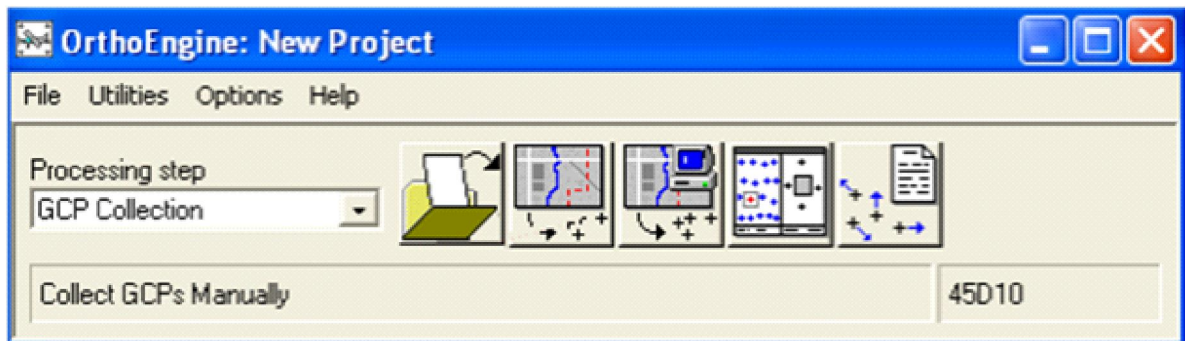 OrthoEngine: New Project
File Utilities Options Help
Processing step
GCP Collection
Collect GCPs Manually
45D10